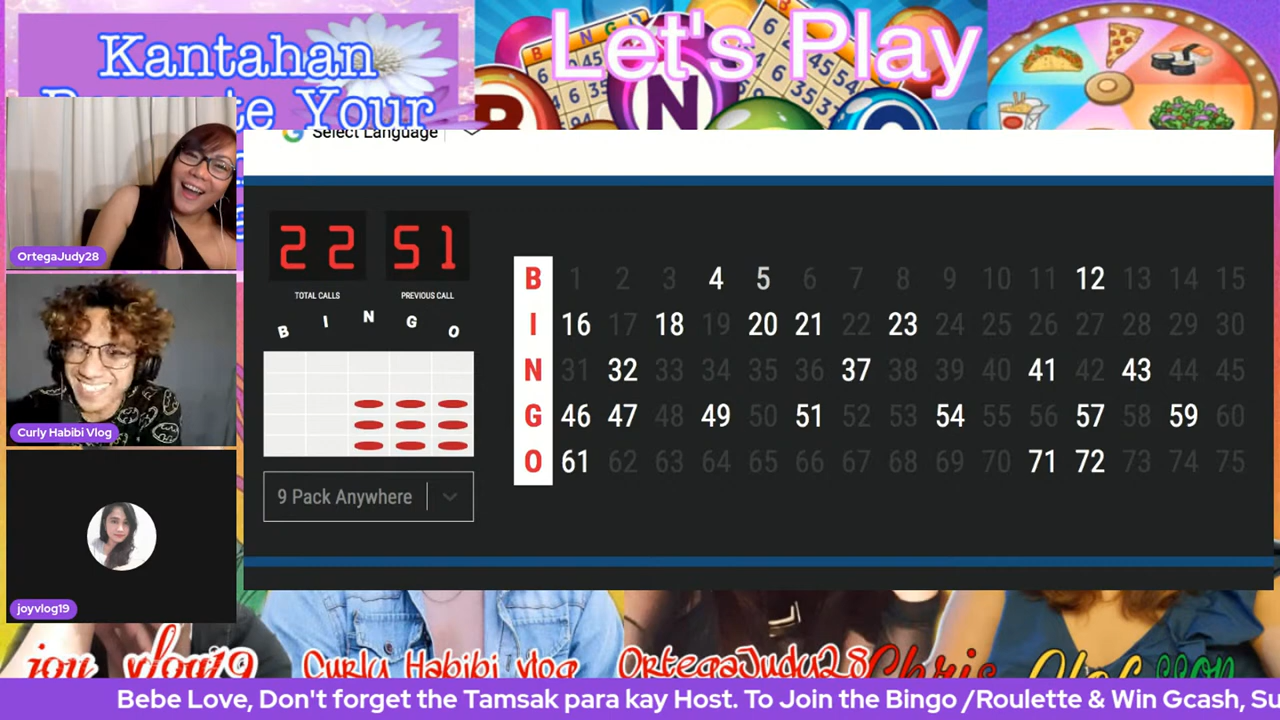 Kantahan
Let's Play
Your
B I N G O
N
Select Language
22 51
TOTAL CALLS PREVIOUS CALL
B I N G O
9 Pack Anywhere
B 1 2 3 4 5 6 7 8 9 10 11 12 13 14 15
I 16 17 18 19 20 21 22 23 24 25 26 27 28 29 30
N 31 32 33 34 35 36 37 38 39 40 41 42 43 44 45
G 46 47 48 49 50 51 52 53 54 55 56 57 58 59 60
O 61 62 63 64 65 66 67 68 69 70 71 72 73 74 75
OrtegaJudy28
Curly Habibi Vlog
joyvlog19
joy vlog19 Curly Habibi vlog OrtegaJudy28 Chris
Bebe Love, Don't forget the Tamsak para kay Host. To Join the Bingo /Roulette & Win Gcash, Su